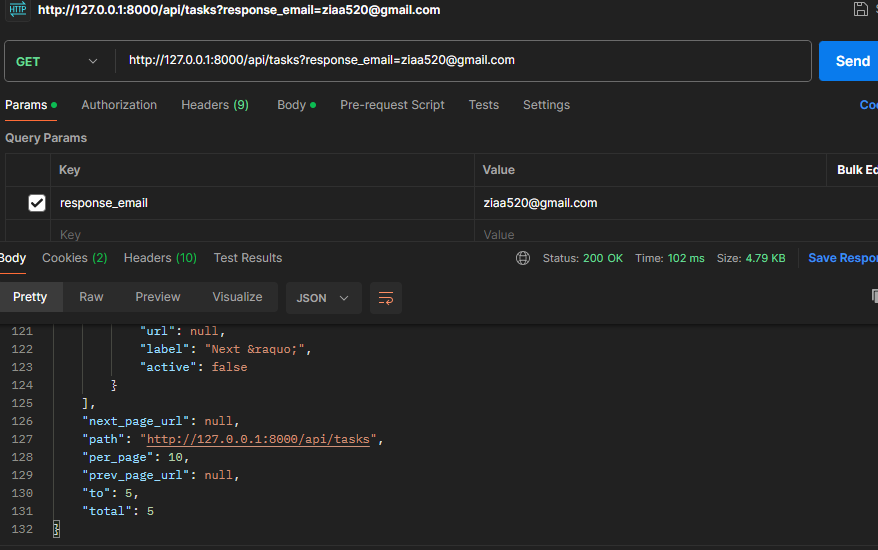 HTTP http://127.0.0.1:8000/api/tasks?response_email=ziaa520@gmail.com
GET http://127.0.0.1:8000/api/tasks?response_email=ziaa520@gmail.com Send
Params Authorization Headers (9) Body Pre-request Script Tests Settings Coo
Query Params
Key Value Bulk Ed
response_email ziaa520@gmail.com
Key Value
Body Cookies (2) Headers (10) Test Results Status: 200 OK Time: 102 ms Size: 4.79 KB Save Respon
Pretty Raw Preview Visualize JSON
121 "url": null,
122 "label": "Next &raquo;",
123 "active": false
124 }
125 ],
126 "next_page_url": null,
127 "path": "http://127.0.0.1:8000/api/tasks",
128 "per_page": 10,
129 "prev_page_url": null,
130 "to": 5,
131 "total": 5
132 }